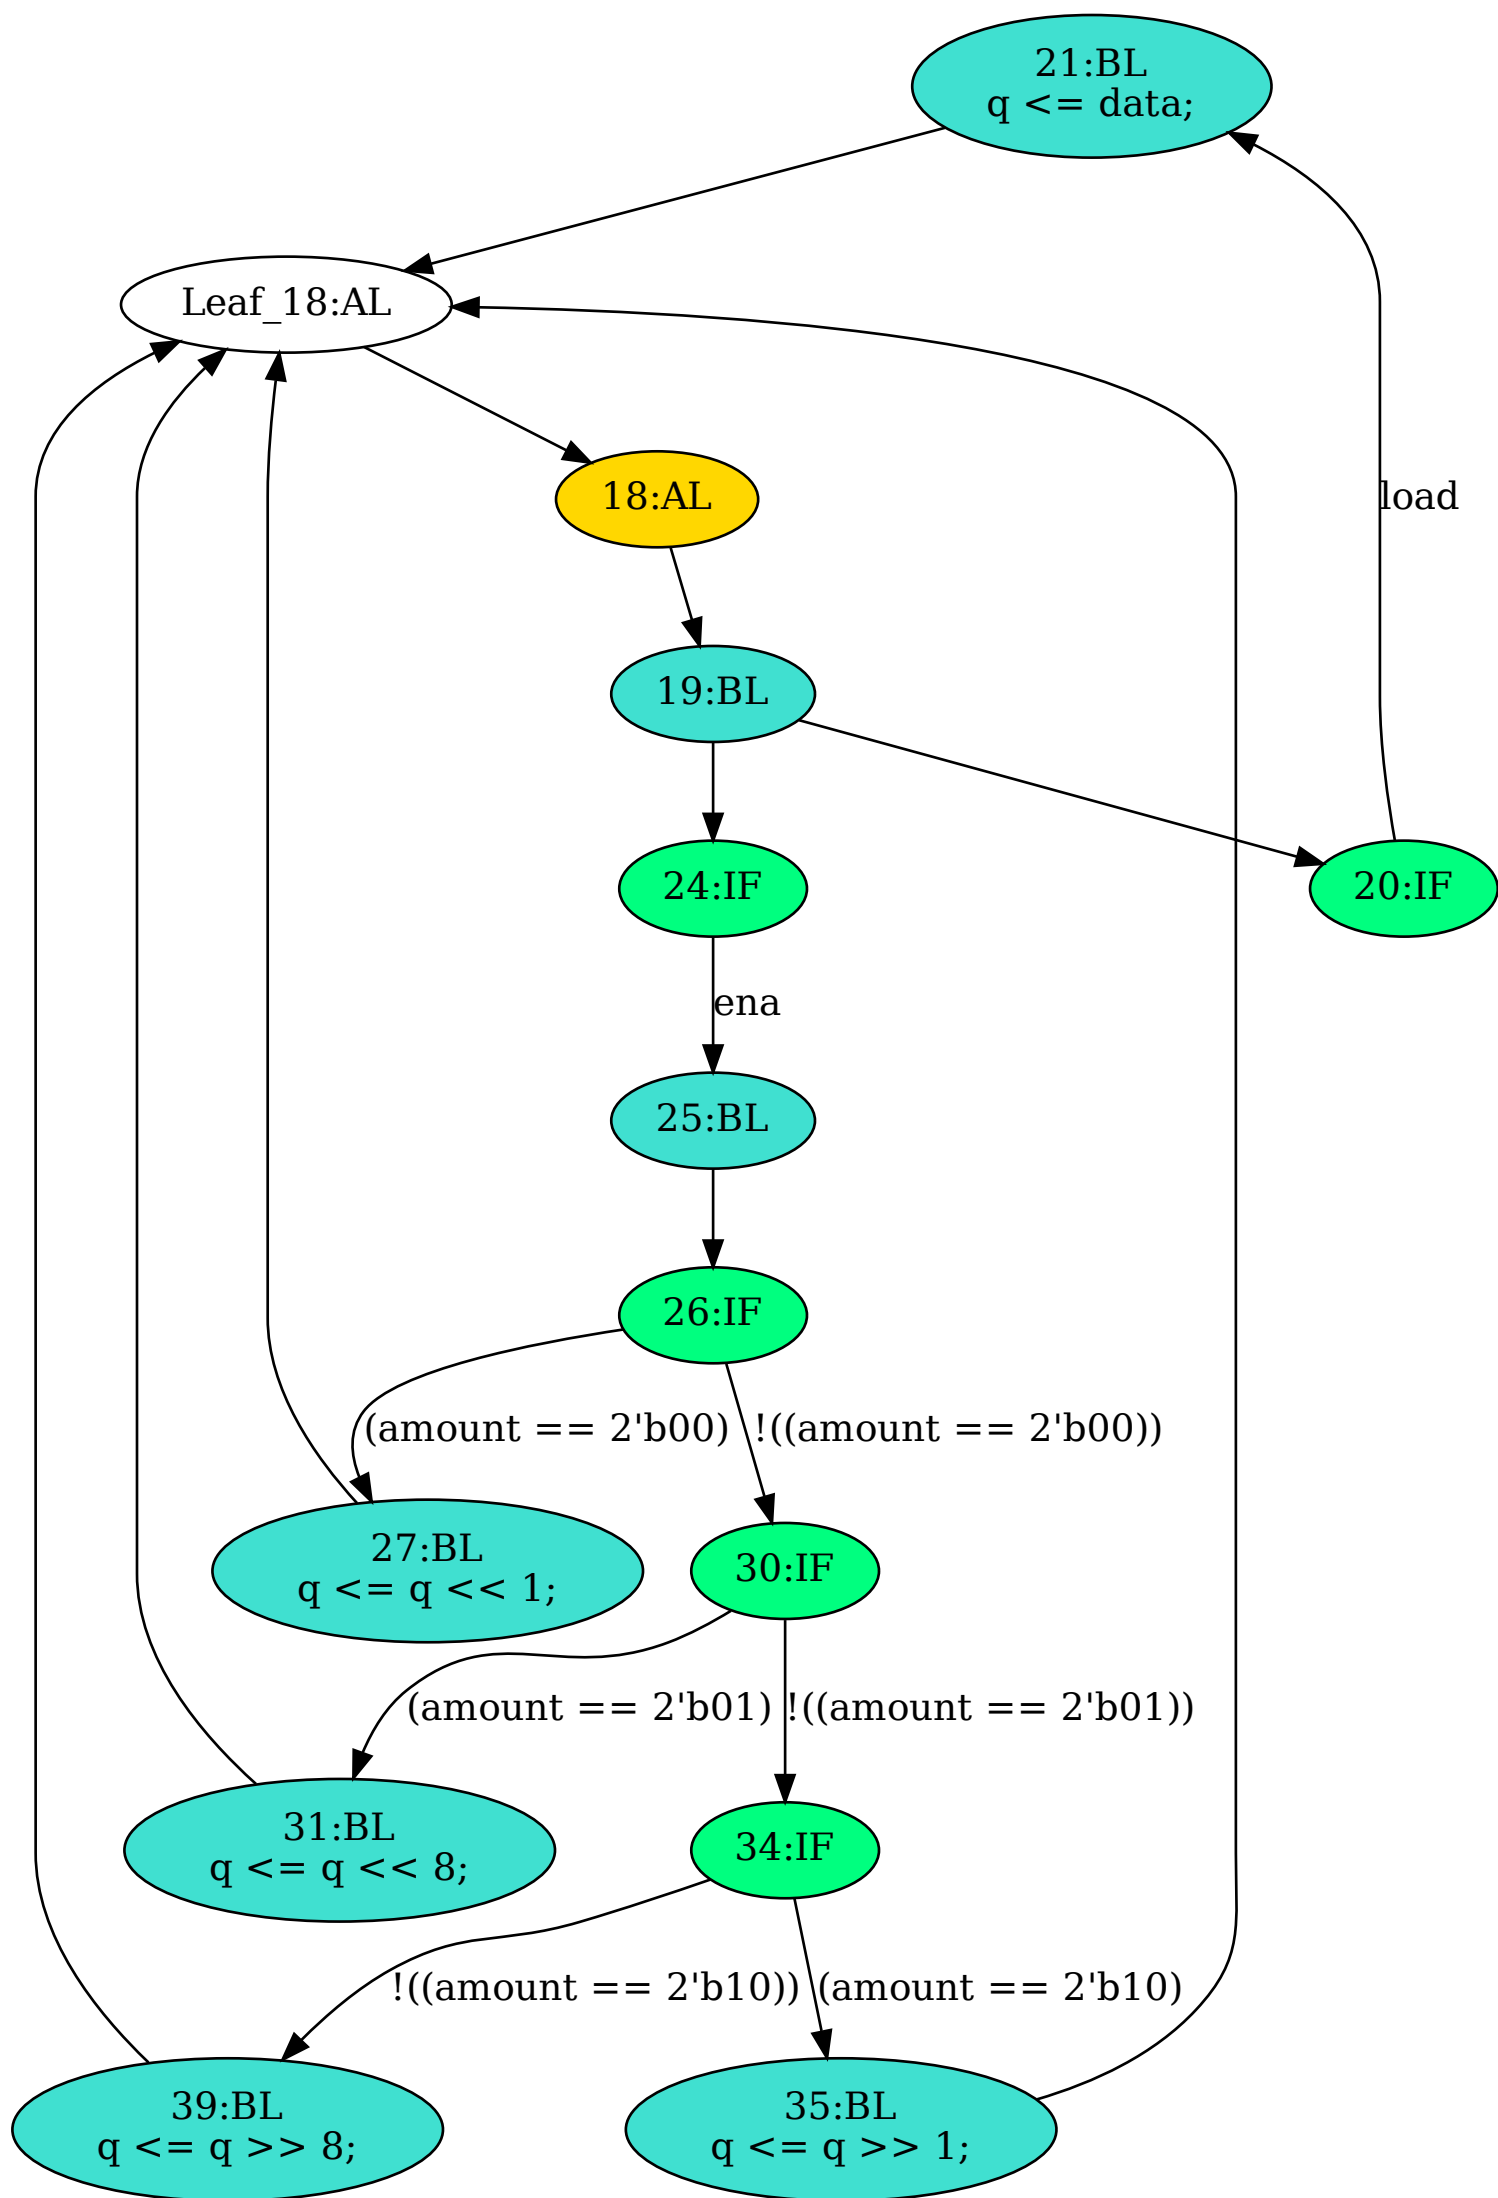 21:BL
q <= data;
Leaf_18:AL
18:AL
load
19:BL
24:IF
20:IF
ena
25:BL
26:IF
(amount == 2'b00)
!((amount == 2'b00))
27:BL
q <= q << 1;
30:IF
(amount == 2'b01)
!((amount == 2'b01))
31:BL
q <= q << 8;
34:IF
!((amount == 2'b10))
(amount == 2'b10)
39:BL
q <= q >> 8;
35:BL
q <= q >> 1;